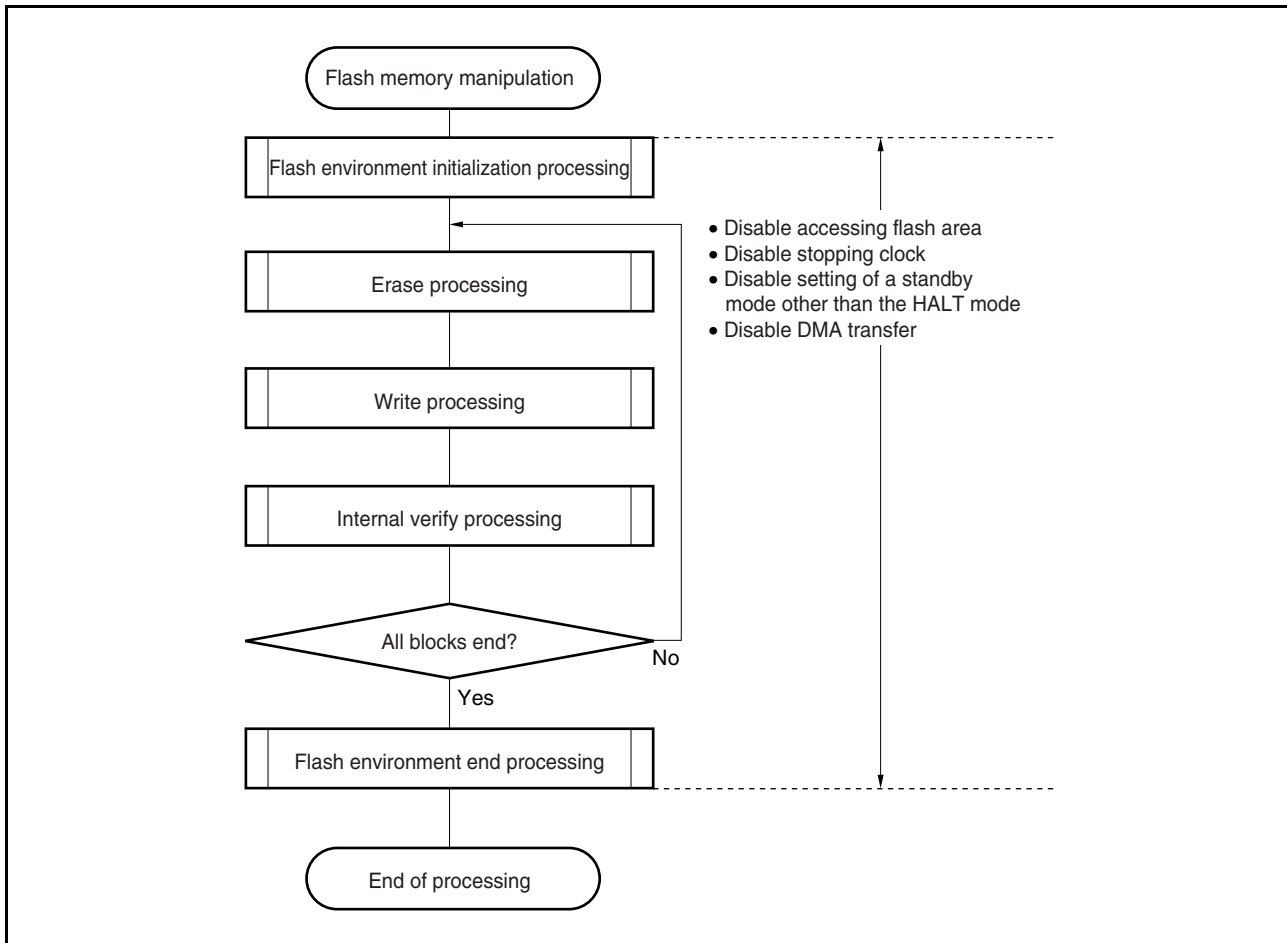 Flash memory manipulation
Flash environment initialization processing
• Disable accessing flash area
• Disable stopping clock
• Disable setting of a standby
mode other than the HALT mode
• Disable DMA transfer
Erase processing
Write processing
Internal verify processing
All blocks end?
No
Yes
Flash environment end processing
End of processing